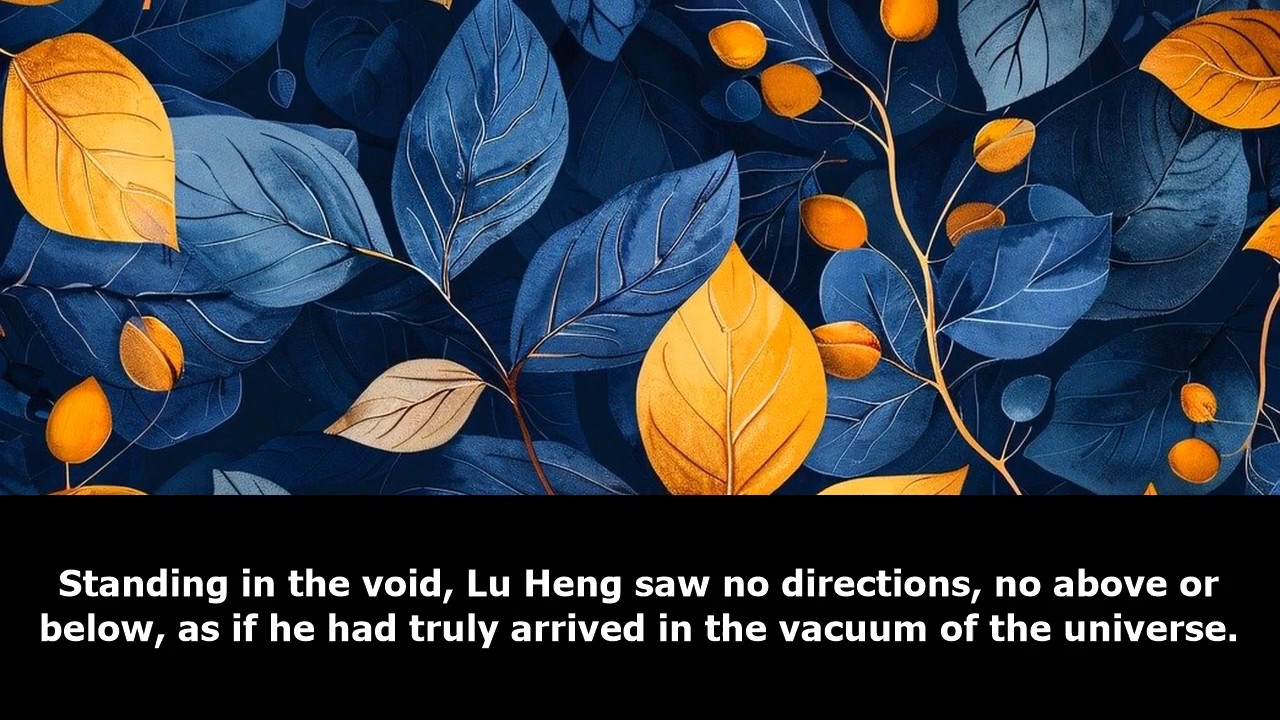 Standing in the void, Lu Heng saw no directions, no above or
below, as if he had truly arrived in the vacuum of the universe.